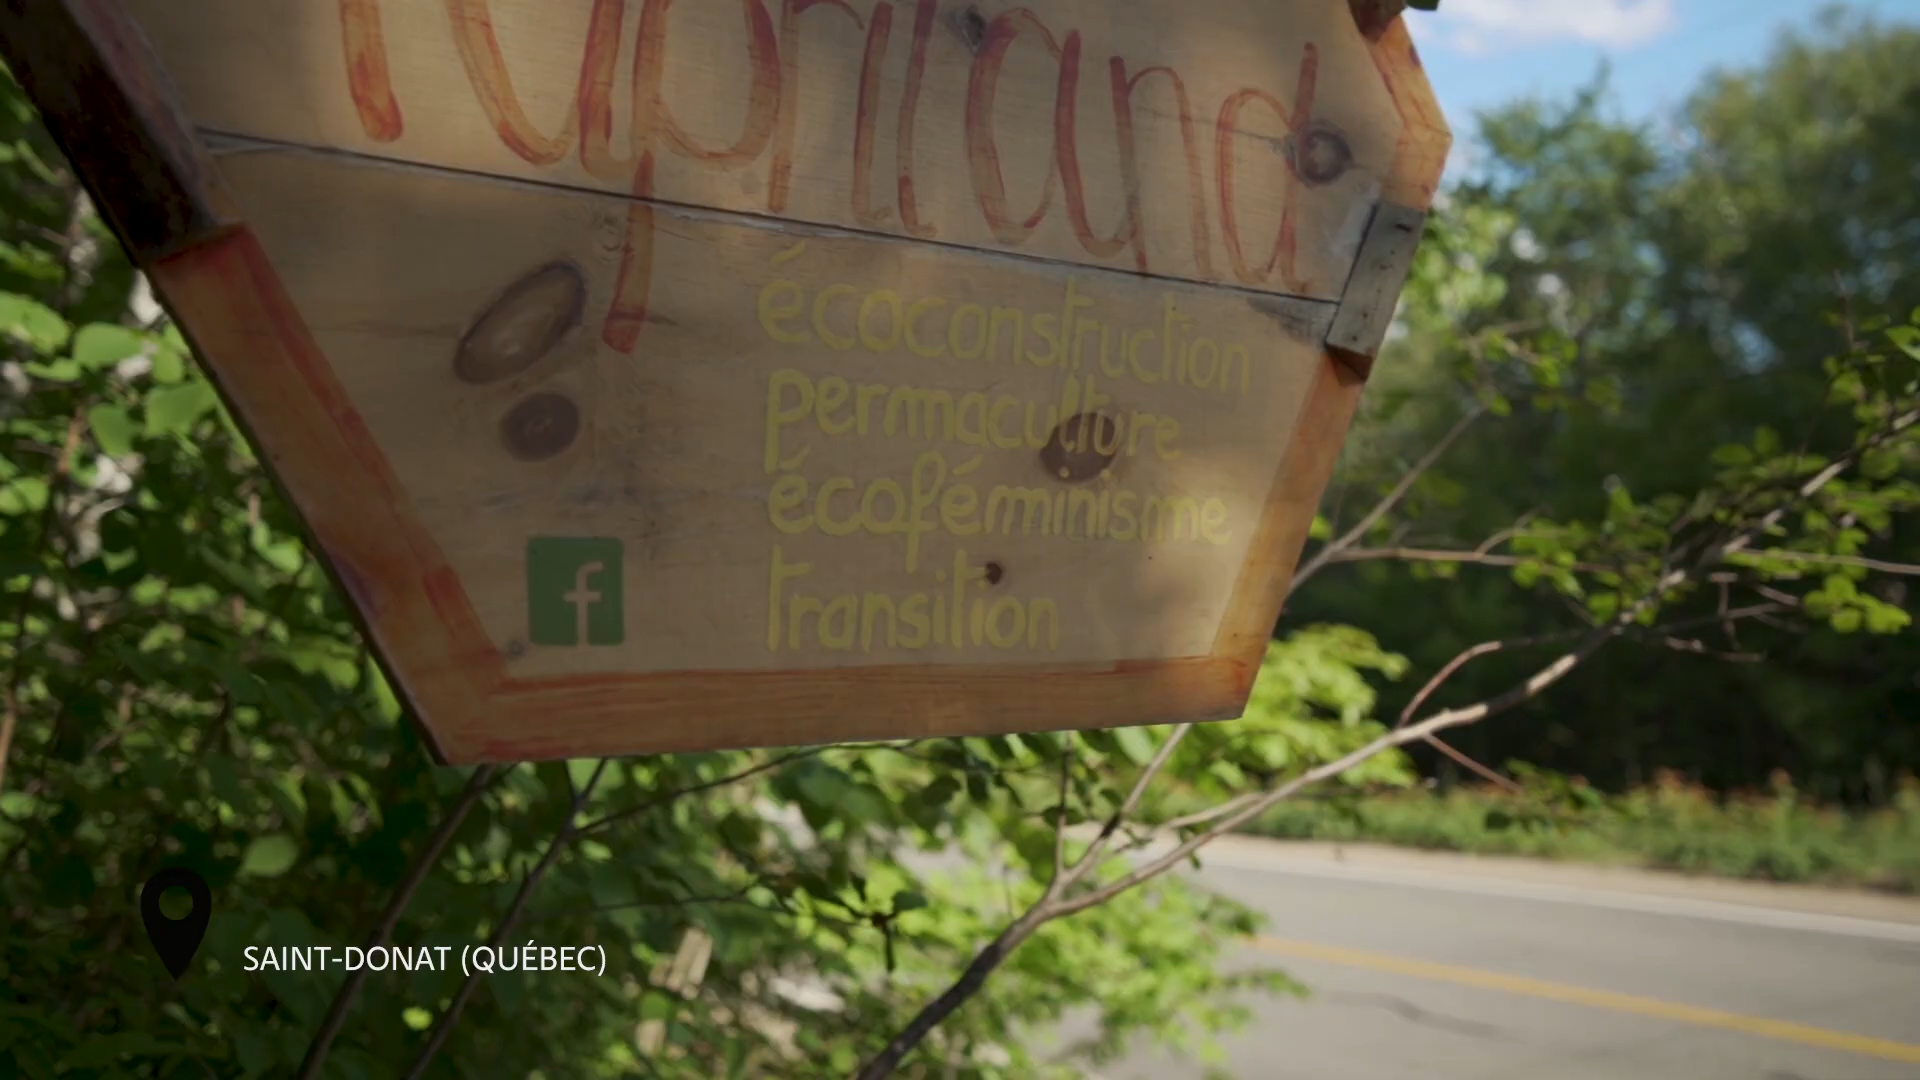 écoconstruction
permaculture
écoféminisme
transition
f
SAINT-DONAT (QUÉBEC)